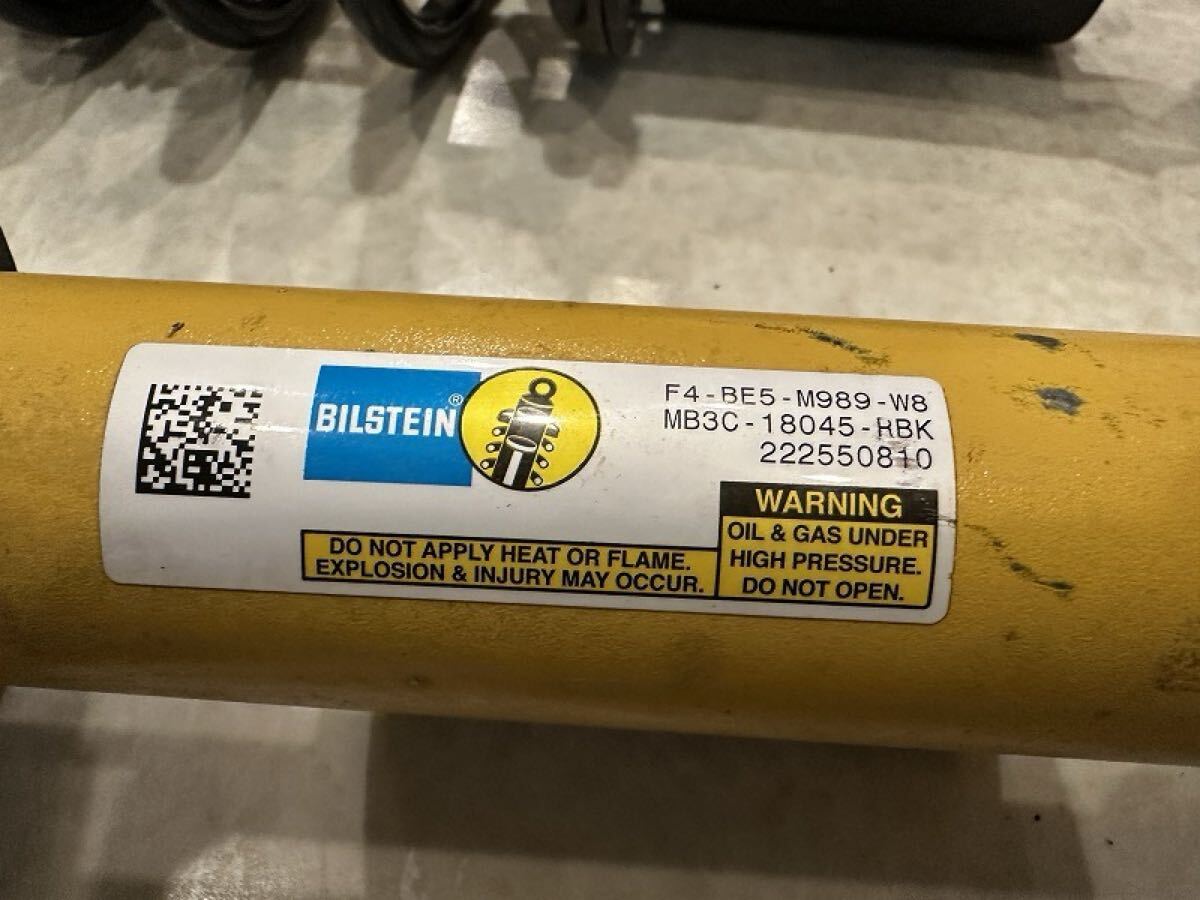 BILSTEIN®
F4-BE5-M989-W8
MB3C-18045-RBK
222550810
WARNING
OIL & GAS UNDER
HIGH PRESSURE.
DO NOT OPEN.
DO NOT APPLY HEAT OR FLAME.
EXPLOSION & INJURY MAY OCCUR.